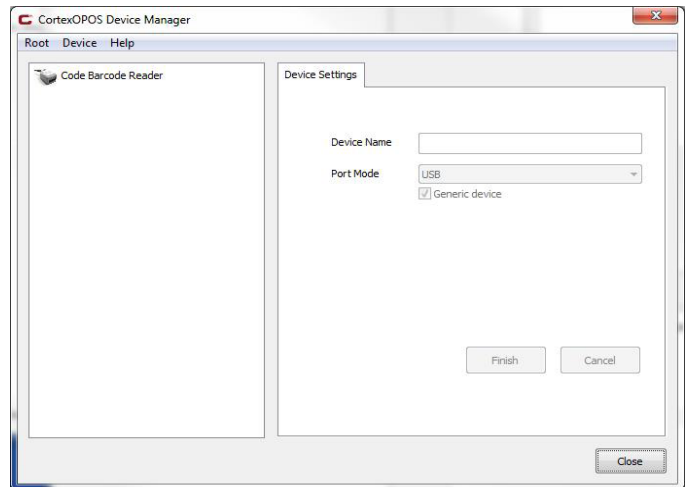 CortexOPOS Device Manager
Root Device Help
Code Barcode Reader
Device Settings
Device Name
Port Mode USB
Generic device
Finish Cancel
Close